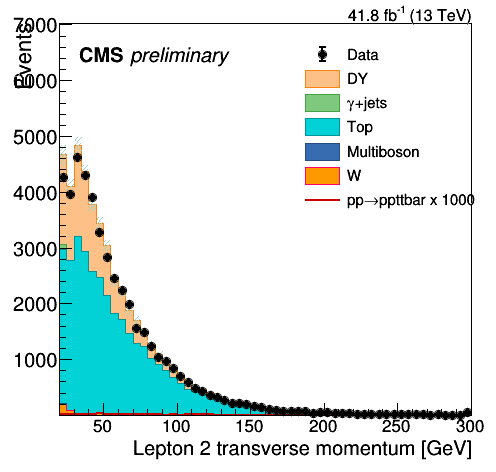 41.8 fb⁻¹ (13 TeV)
7000
Events
CMS preliminary
Data
DY
γ+jets
Top
Multiboson
W
pp→ppttbar x 1000
6000
5000
4000
3000
2000
1000
50 100 150 200 250 300
Lepton 2 transverse momentum [GeV]